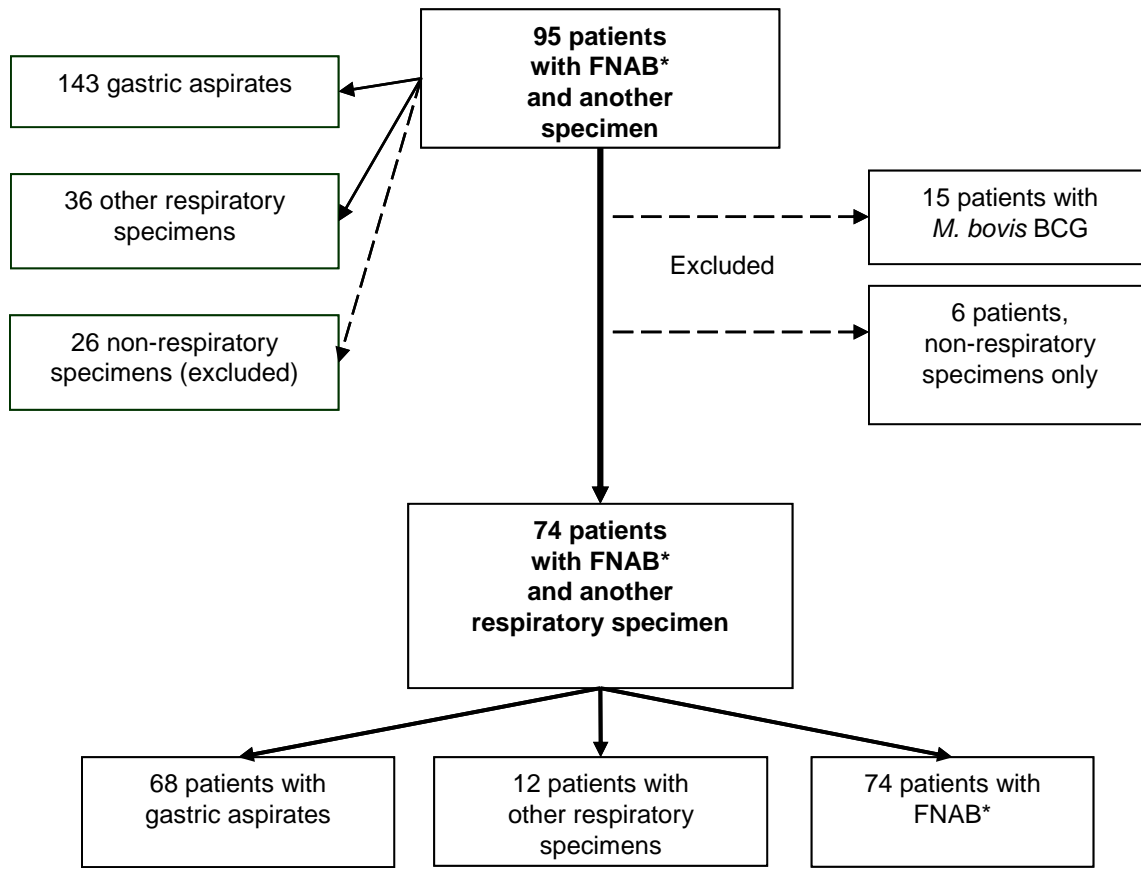 95 patients
with FNAB*
and another
specimen
143 gastric aspirates
36 other respiratory
specimens
26 non-respiratory
specimens (excluded)
Excluded
15 patients with
M. bovis BCG
6 patients,
non-respiratory
specimens only
74 patients
with FNAB*
and another
respiratory specimen
68 patients with
gastric aspirates
12 patients with
other respiratory
specimens
74 patients with
FNAB*